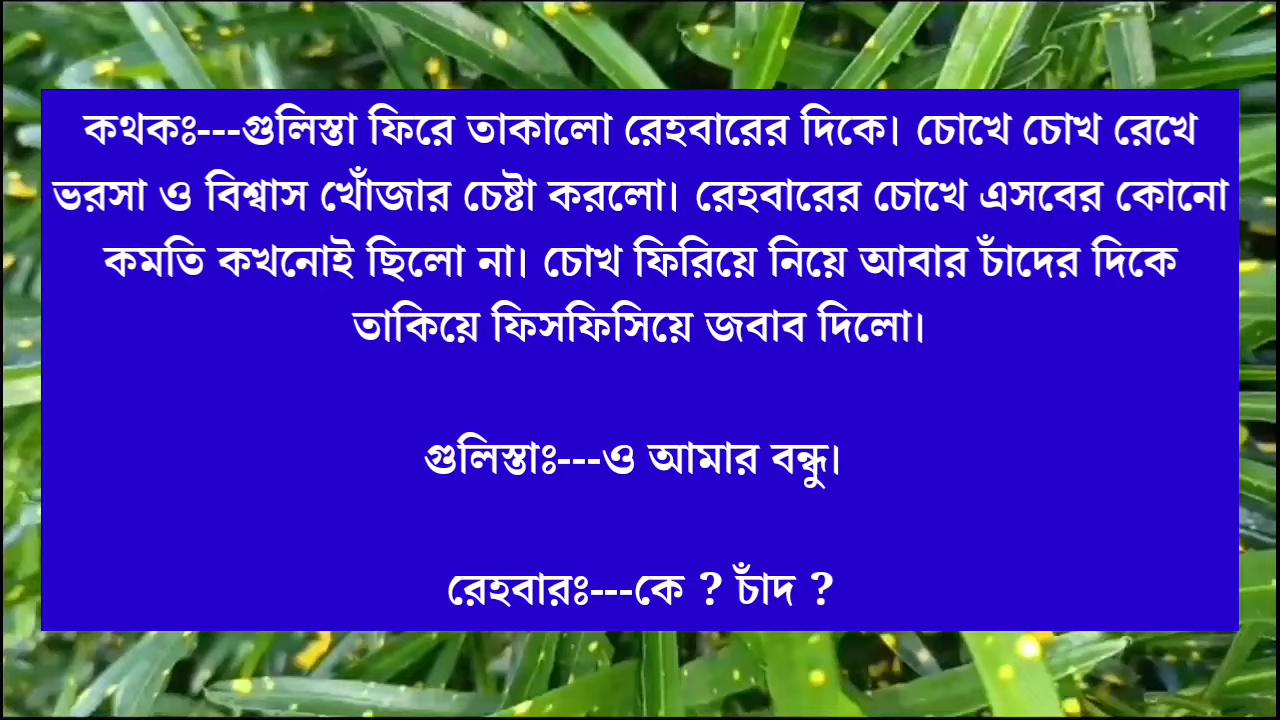 কথকঃ---গুলিস্তা ফিরে তাকালো রেহবারের দিকে। চোখে চোখ রেখে
ভরসা ও বিশ্বাস খোঁজার চেষ্টা করলো। রেহবারের চোখে এসবের কোনো
কমতি কখনোই ছিলো না। চোখ ফিরিয়ে নিয়ে আবার চাঁদের দিকে
তাকিয়ে ফিসফিসিয়ে জবাব দিলো।
গুলিস্তাঃ---ও আমার বন্ধু।
রেহবারঃ---কে ? চাঁদ ?